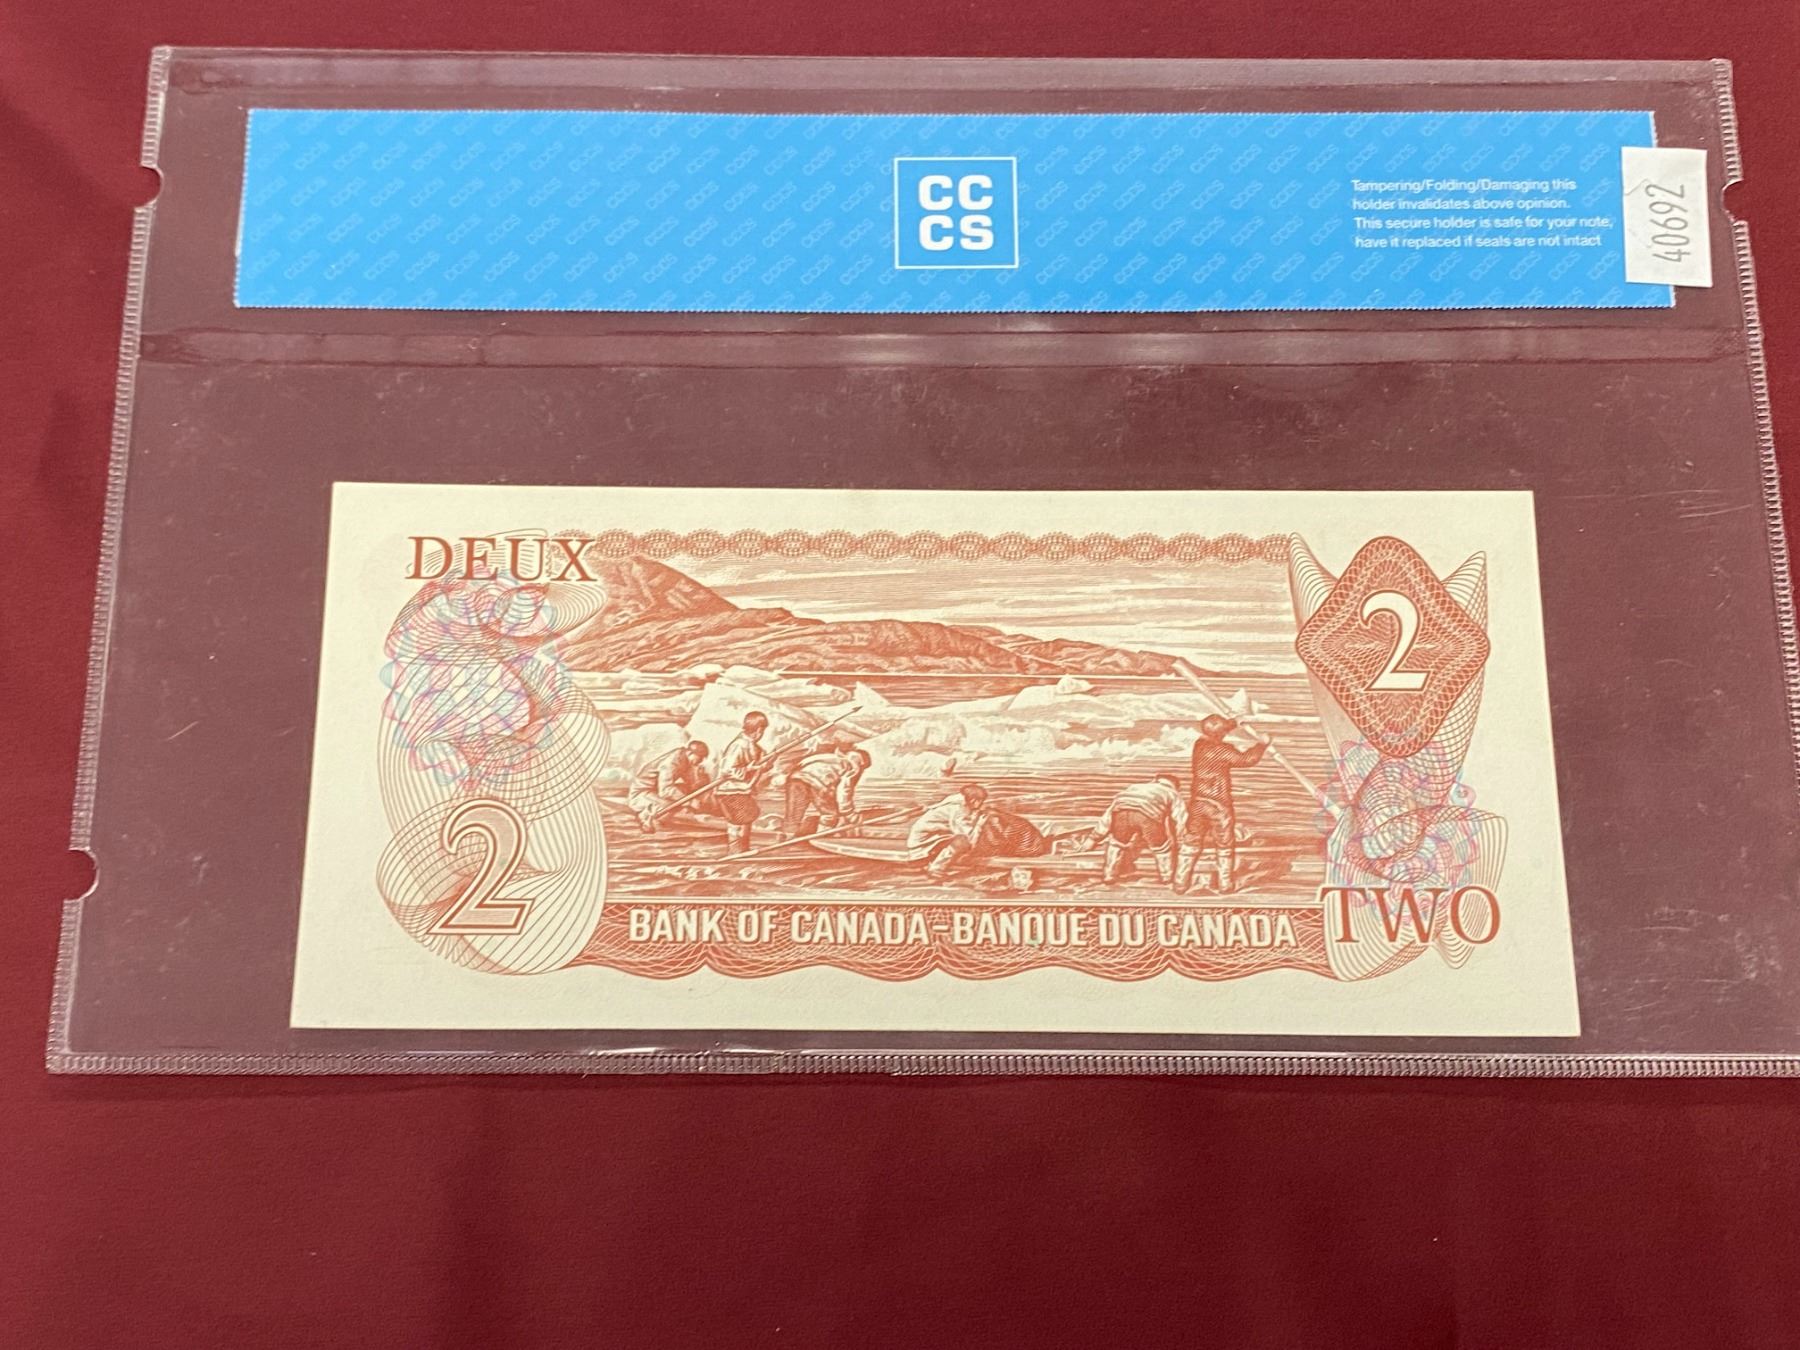 CC
CS
Tampering/Folding/Damaging this
holder invalidates above opinion.
This secure holder is safe for your note,
have it replaced if seals are not intact
40692
DEUX
2
2
BANK OF CANADA-BANQUE DU CANADA
TWO